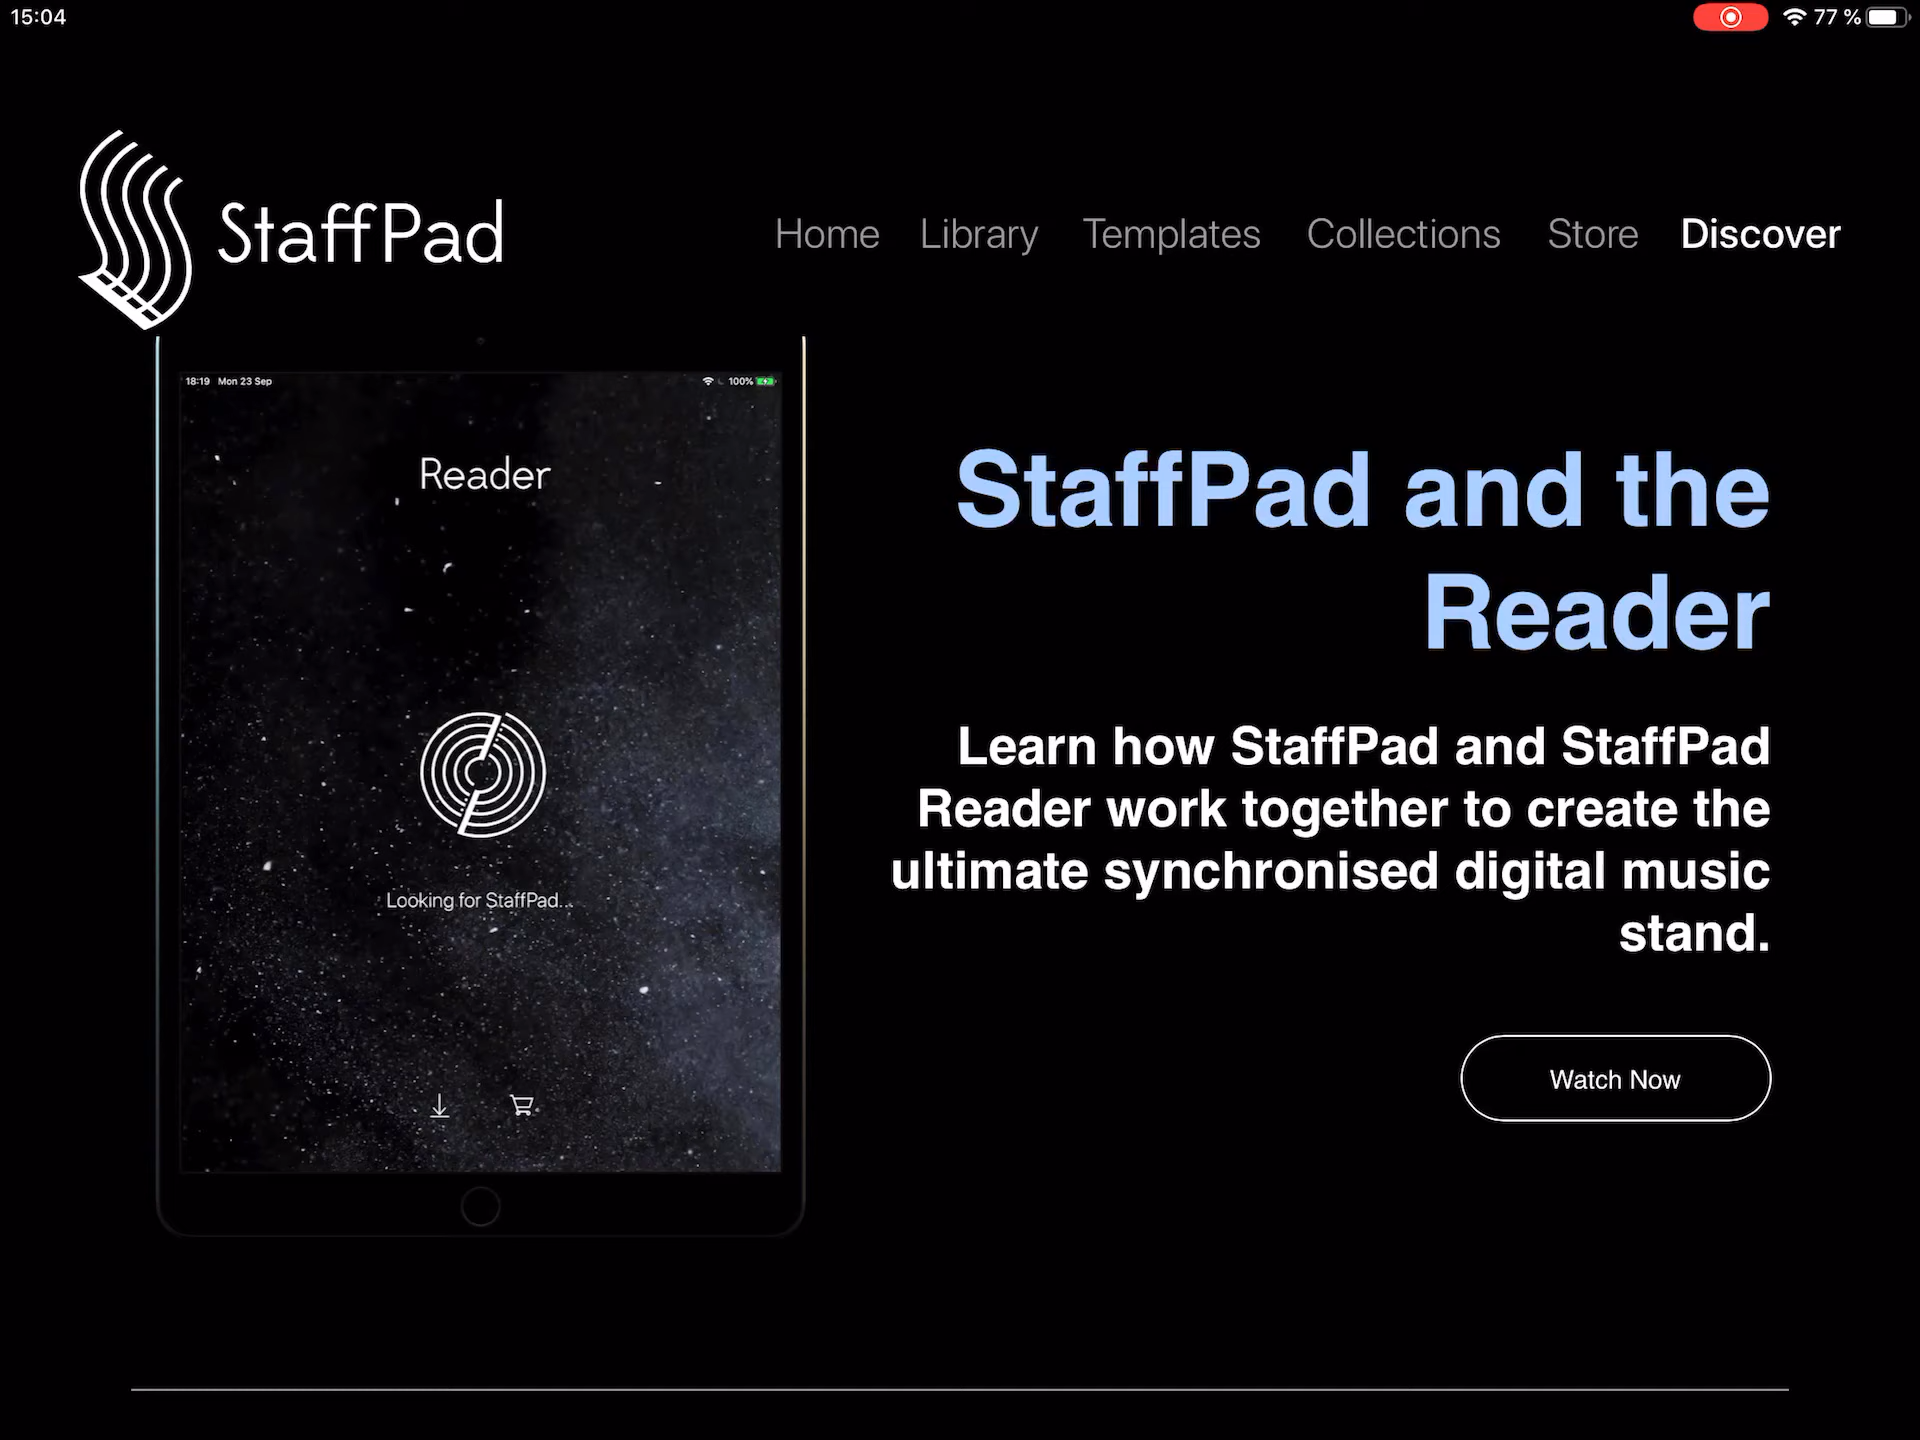 15:04
77 %
StaffPad
Home Library Templates Collections Store Discover
18:19 Mon 23 Sep
100%
Reader
Looking for StaffPad...
StaffPad and the
Reader
Learn how StaffPad and StaffPad
Reader work together to create the
ultimate synchronised digital music
stand.
Watch Now